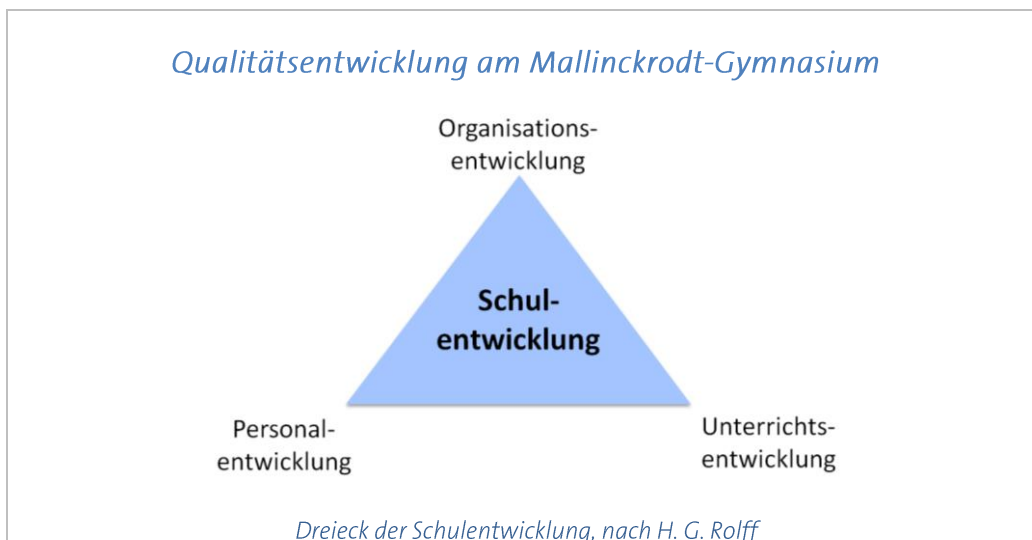 Qualitätsentwicklung am Mallinckrodt-Gymnasium
Organisations-
entwicklung
Schul-
entwicklung
Personal-
entwicklung
Unterrichts-
entwicklung
Dreieck der Schulentwicklung, nach H. G. Rolff